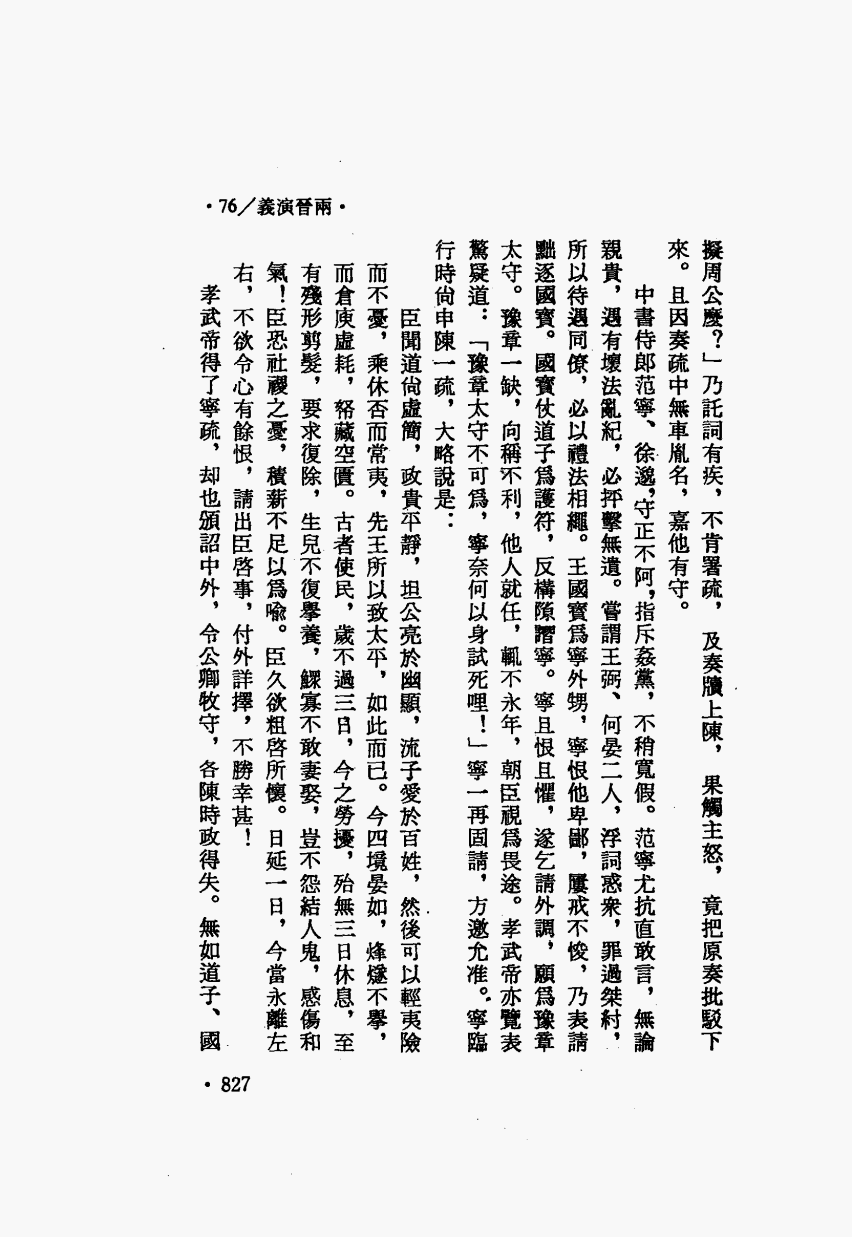 ·76/義演晉兩·
擬周公麼？」乃託詞有疾，不肯署疏，及奏牘上陳，果觸主怒，竟把原奏批駁下
來。且因奏疏中無車胤名，嘉他有守。
中書侍郎范寧、徐邈，守正不阿，指斥姦黨，不稍寬假。范寧尤抗直敢言，無論
親貴，遇有壞法亂紀，必抨擊無遺。嘗謂王弼、何晏二人，浮詞惑衆，罪過桀紂，
所以待遇同僚，必以禮法相繩。王國寶爲寧外甥，寧恨他卑鄙，屢戒不悛，乃表請
黜逐國寶。國寶仗道子爲護符，反構隙譖寧。寧且恨且懼，遂乞請外調，願爲豫章
太守。豫章一缺，向稱不利，他人就任，輒不永年，朝臣視爲畏途。孝武帝亦覽表
驚疑道：「豫章太守不可爲，寧奈何以身試死哩！」寧一再固請，方邀允准。寧臨
行時尙申陳一疏，大略說是：
臣聞道尙虛簡，政貴平靜，坦公亮於幽顯，流子愛於百姓，然後可以輕夷險
而不憂，乘休否而常夷，先王所以致太平，如此而已。今四境晏如，烽燧不舉，
而倉庾虛耗，帑藏空匱。古者使民，歲不過三日，今之勞擾，殆無三日休息，至
有殘形剪髮，要求復除，生兒不復舉養，鰥寡不敢妻娶，豈不怨結人鬼，感傷和
氣！臣恐社稷之憂，積薪不足以爲喩。臣久欲粗啓所懷。日延一日，今當永離左
右，不欲令心有餘恨，請出臣啓事，付外詳擇，不勝幸甚！
孝武帝得了寧疏，却也頒詔中外，令公卿牧守，各陳時政得失。無如道子、國
·827